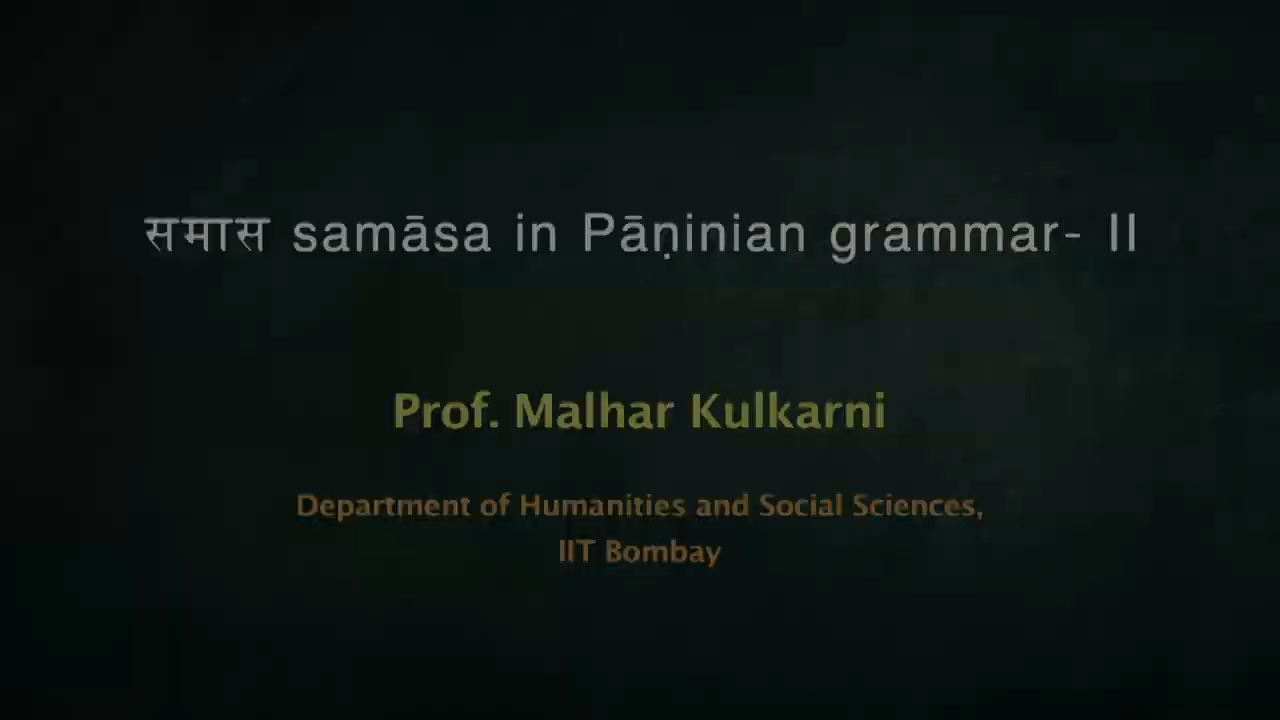 समास samāsa in Pāṇinian grammar- II
Prof. Malhar Kulkarni
Department of Humanities and Social Sciences,
IIT Bombay